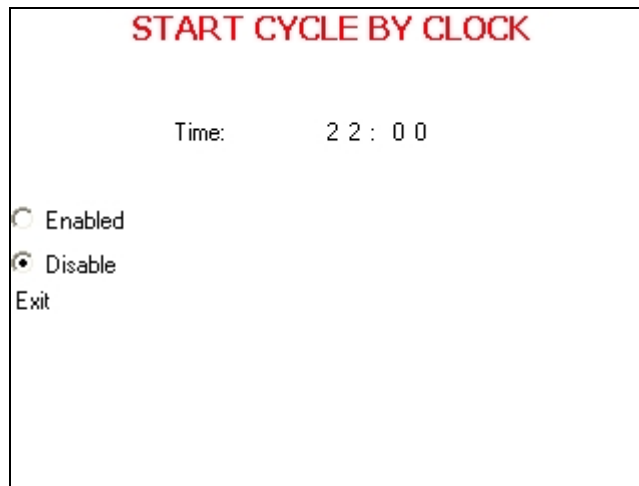 START CYCLE BY CLOCK
Time: 22:00
Enabled
Disable
Exit